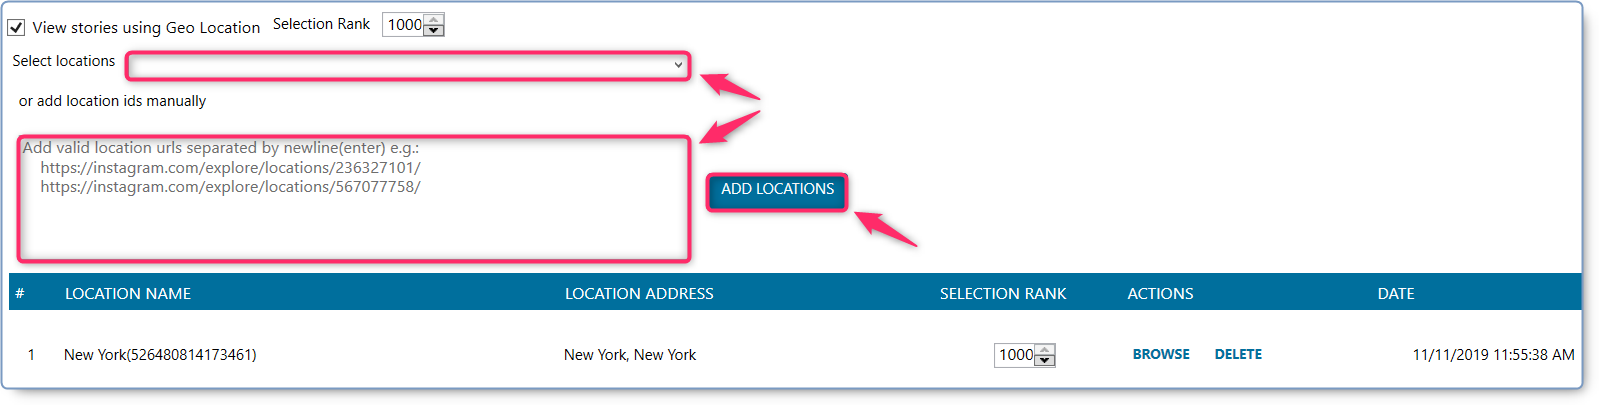 View stories using Geo Location Selection Rank 1000
Select locations
or add location ids manually
Add valid location urls separated by newline(enter) e.g.:
https://instagram.com/explore/locations/236327101/
https://instagram.com/explore/locations/567077758/
ADD LOCATIONS
# LOCATION NAME LOCATION ADDRESS SELECTION RANK ACTIONS DATE
1 New York(526480814173461) New York, New York 1000 BROWSE DELETE 11/11/2019 11:55:38 AM